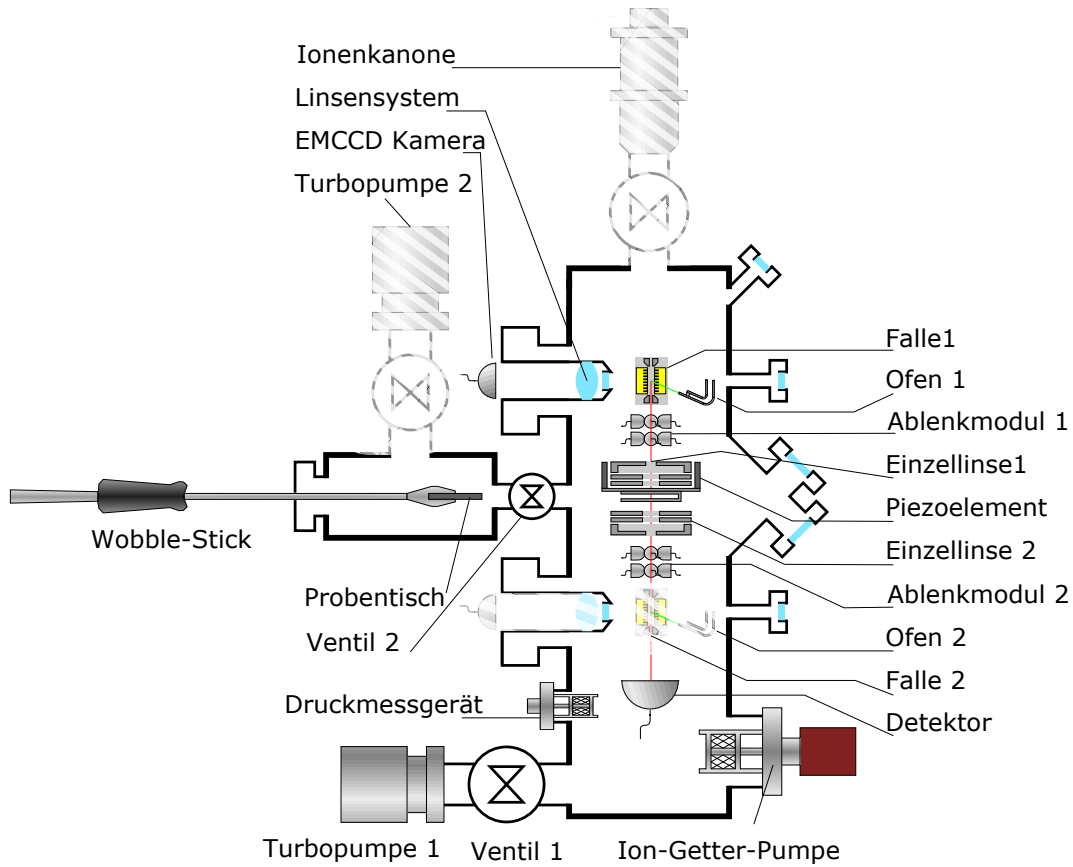 Ionenkanone
Linsensystem
EMCCD Kamera
Turbopumpe 2
Falle1
Ofen 1
Ablenkmodul 1
Einzellinse1
Piezoelement
Einzellinse 2
Ablenkmodul 2
Ofen 2
Falle 2
Detektor
Wobble-Stick
Probentisch
Ventil 2
Druckmessgerät
Turbopumpe 1
Ventil 1
Ion-Getter-Pumpe